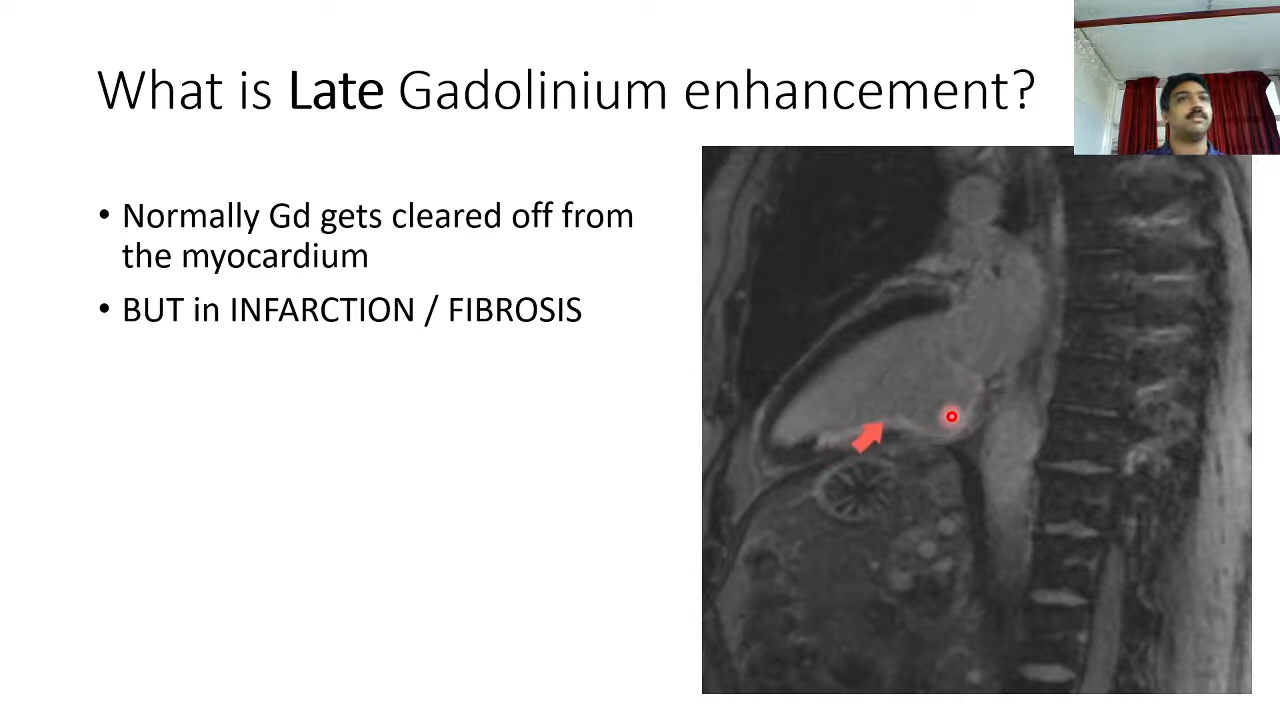 What is Late Gadolinium enhancement?
• Normally Gd gets cleared off from
the myocardium
• BUT in INFARCTION / FIBROSIS